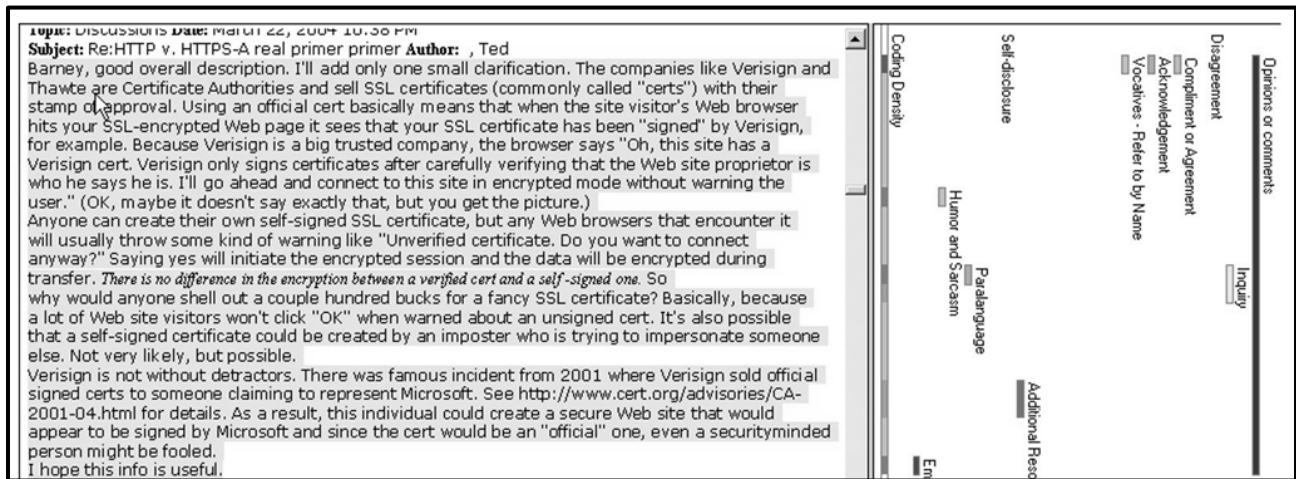 Topic: Discussions Date: March 22, 2004 10:38 PM
Subject: Re:HTTP v. HTTPS-A real primer primer Author: , Ted
Barney, good overall description. I'll add only one small clarification. The companies like Verisign and
Thawte are Certificate Authorities and sell SSL certificates (commonly called "certs") with their
stamp of approval. Using an official cert basically means that when the site visitor's Web browser
hits your SSL-encrypted Web page it sees that your SSL certificate has been "signed" by Verisign,
for example. Because Verisign is a big trusted company, the browser says "Oh, this site has a
Verisign cert. Verisign only signs certificates after carefully verifying that the Web site proprietor is
who he says he is. I'll go ahead and connect to this site in encrypted mode without warning the
user." (OK, maybe it doesn't say exactly that, but you get the picture.)
Anyone can create their own self-signed SSL certificate, but any Web browsers that encounter it
will usually throw some kind of warning like "Unverified certificate. Do you want to connect
anyway?" Saying yes will initiate the encrypted session and the data will be encrypted during
transfer. There is no difference in the encryption between a verified cert and a self-signed one. So
why would anyone shell out a couple hundred bucks for a fancy SSL certificate? Basically, because
a lot of Web site visitors won't click "OK" when warned about an unsigned cert. It's also possible
that a self-signed certificate could be created by an imposter who is trying to impersonate someone
else. Not very likely, but possible.
Verisign is not without detractors. There was famous incident from 2001 where Verisign sold official
signed certs to someone claiming to represent Microsoft. See http://www.cert.org/advisories/CA-
2001-04.html for details. As a result, this individual could create a secure Web site that would
appear to be signed by Microsoft and since the cert would be an "official" one, even a securityminded
person might be fooled.
I hope this info is useful.
Opinions or comments
Inquiry
Disagreement
Compliment or Agreement
Acknowledgement
Vocatives - Refer to by Name
Self-disclosure
Additional Reso
Paralanguage
Humor and Sarcasm
Em
Coding Density